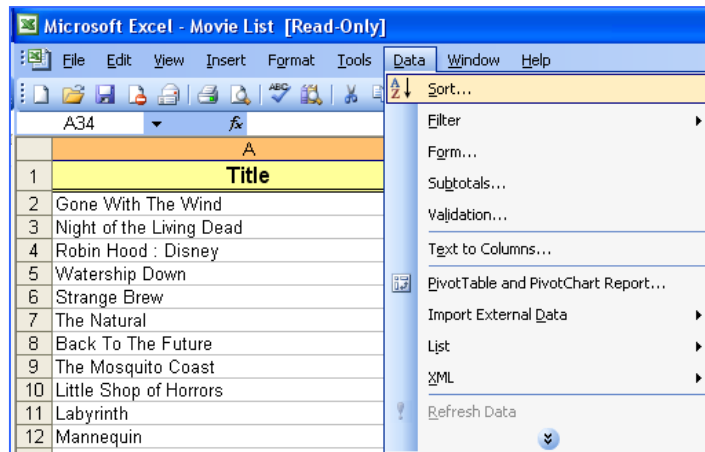 Microsoft Excel - Movie List [Read-Only]
File Edit View Insert Format Tools Data Window Help
ABC
A Z Sort...
A34 fx
Filter
A
Form...
1 Title
Subtotals...
2 Gone With The Wind
Validation...
3 Night of the Living Dead
4 Robin Hood : Disney
Text to Columns...
5 Watership Down
PivotTable and PivotChart Report...
6 Strange Brew
7 The Natural
Import External Data
8 Back To The Future
List
9 The Mosquito Coast
XML
10 Little Shop of Horrors
11 Labyrinth
Refresh Data
12 Mannequin